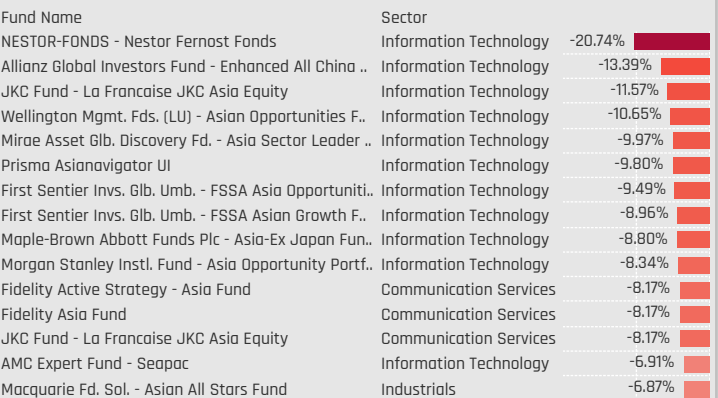 Fund Name Sector
NESTOR-FONDS - Nestor Fernost Fonds Information Technology -20.74%
Allianz Global Investors Fund - Enhanced All China .. Information Technology -13.39%
JKC Fund - La Francaise JKC Asia Equity Information Technology -11.57%
Wellington Mgmt. Fds. (LU) - Asian Opportunities F.. Information Technology -10.65%
Mirae Asset Glb. Discovery Fd. - Asia Sector Leader .. Information Technology -9.97%
Prisma Asianavigator UI Information Technology -9.80%
First Sentier Invs. Glb. Umb. - FSSA Asia Opportuniti.. Information Technology -9.49%
First Sentier Invs. Glb. Umb. - FSSA Asian Growth F.. Information Technology -8.96%
Maple-Brown Abbott Funds Plc - Asia-Ex Japan Fun.. Information Technology -8.80%
Morgan Stanley Instl. Fund - Asia Opportunity Portf.. Information Technology -8.34%
Fidelity Active Strategy - Asia Fund Communication Services -8.17%
Fidelity Asia Fund Communication Services -8.17%
JKC Fund - La Francaise JKC Asia Equity Communication Services -8.17%
AMC Expert Fund - Seapac Information Technology -6.91%
Macquarie Fd. Sol. - Asian All Stars Fund Industrials -6.87%